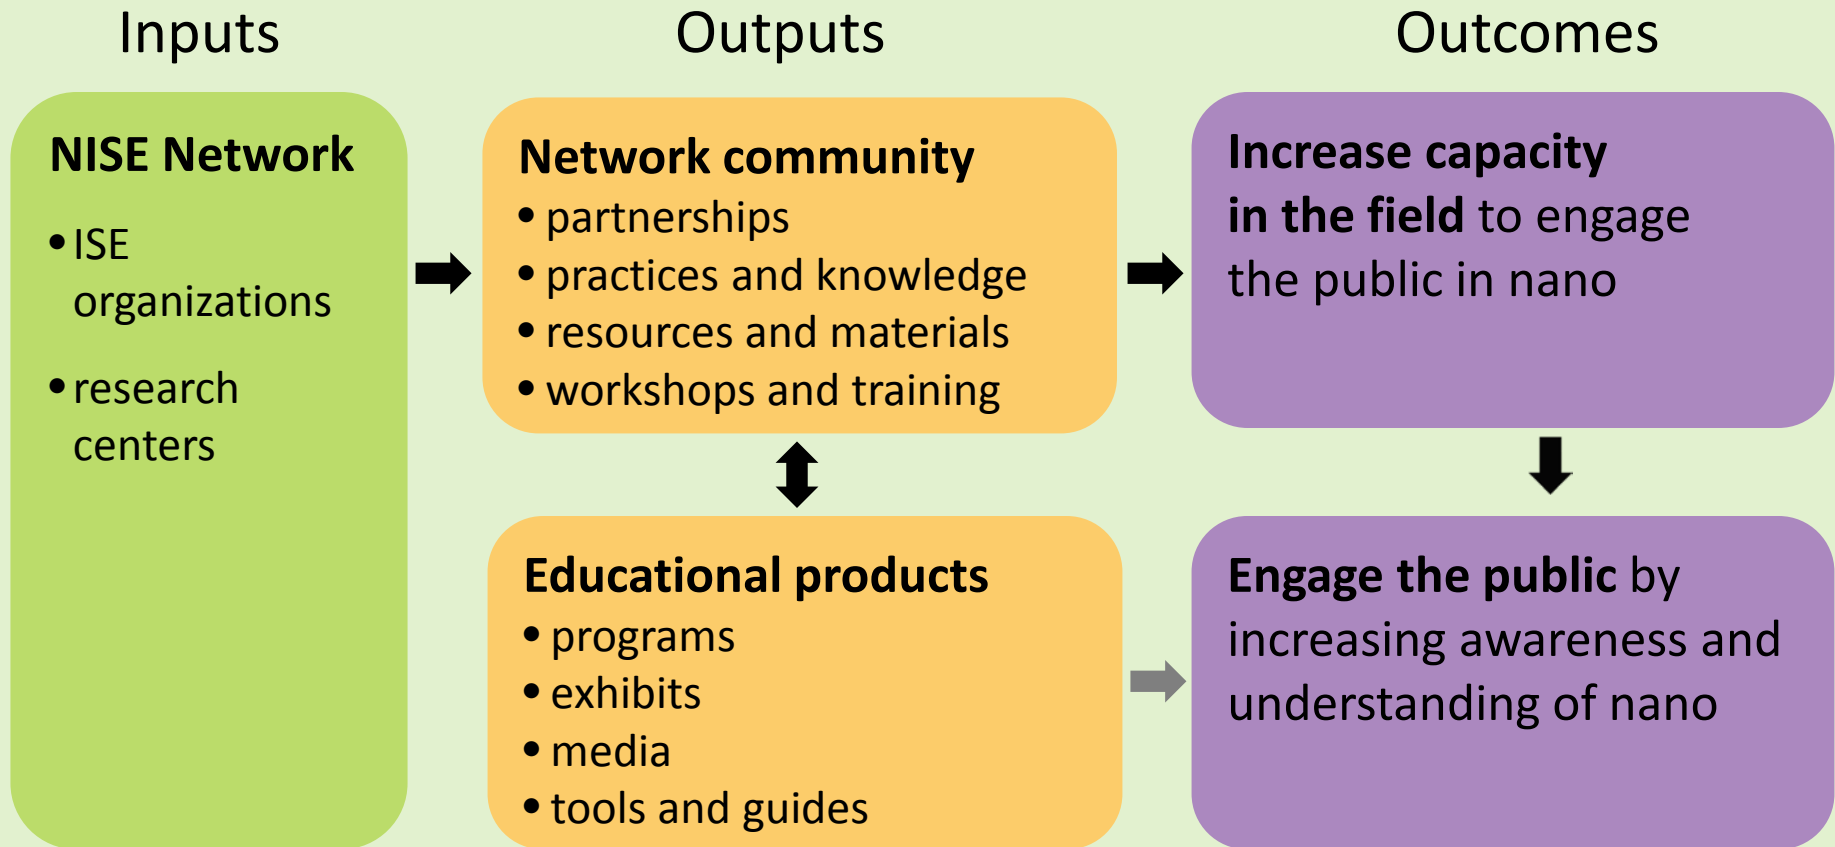 Inputs
Outputs
Outcomes
NISE Network
• ISE
organizations
• research
centers
Network community
• partnerships
• practices and knowledge
• resources and materials
• workshops and training
Educational products
• programs
• exhibits
• media
• tools and guides
Increase capacity
in the field to engage
the public in nano
Engage the public by
increasing awareness and
understanding of nano